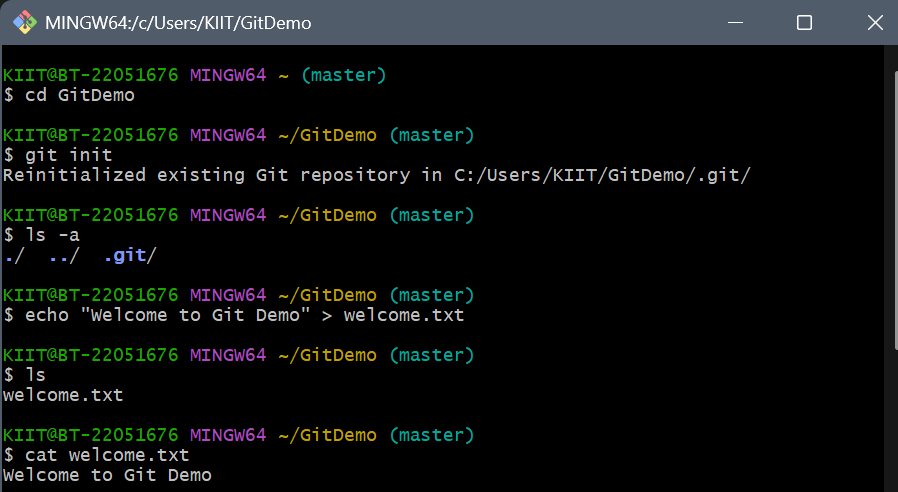 MINGW64:/c/Users/KIIT/GitDemo
KIIT@BT-22051676 MINGW64 ~ (master)
$ cd GitDemo
KIIT@BT-22051676 MINGW64 ~/GitDemo (master)
$ git init
Reinitialized existing Git repository in C:/Users/KIIT/GitDemo/.git/
KIIT@BT-22051676 MINGW64 ~/GitDemo (master)
$ ls -a
./  ../  .git/
KIIT@BT-22051676 MINGW64 ~/GitDemo (master)
$ echo "Welcome to Git Demo" > welcome.txt
KIIT@BT-22051676 MINGW64 ~/GitDemo (master)
$ ls
welcome.txt
KIIT@BT-22051676 MINGW64 ~/GitDemo (master)
$ cat welcome.txt
Welcome to Git Demo